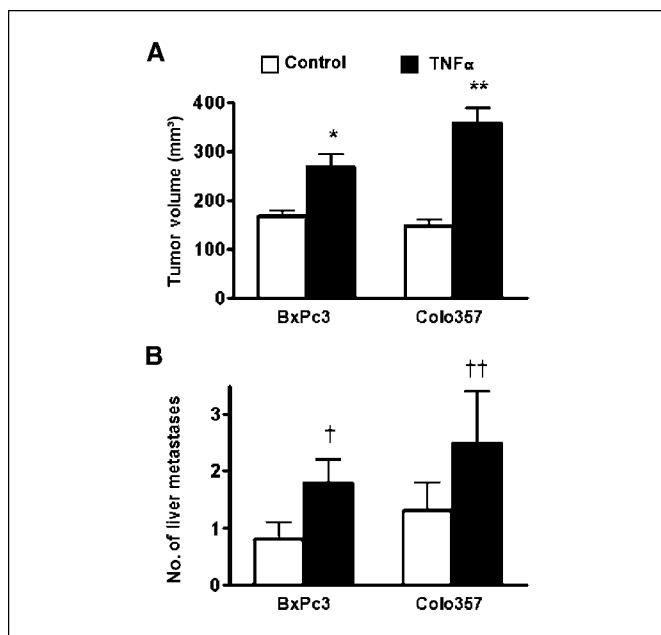 A
Control TNFα
Tumor volume (mm³)
400
300
200
100
0
* **
BxPc3 Colo357
B
No. of liver metastases
3
2
1
0
† ††
BxPc3 Colo357